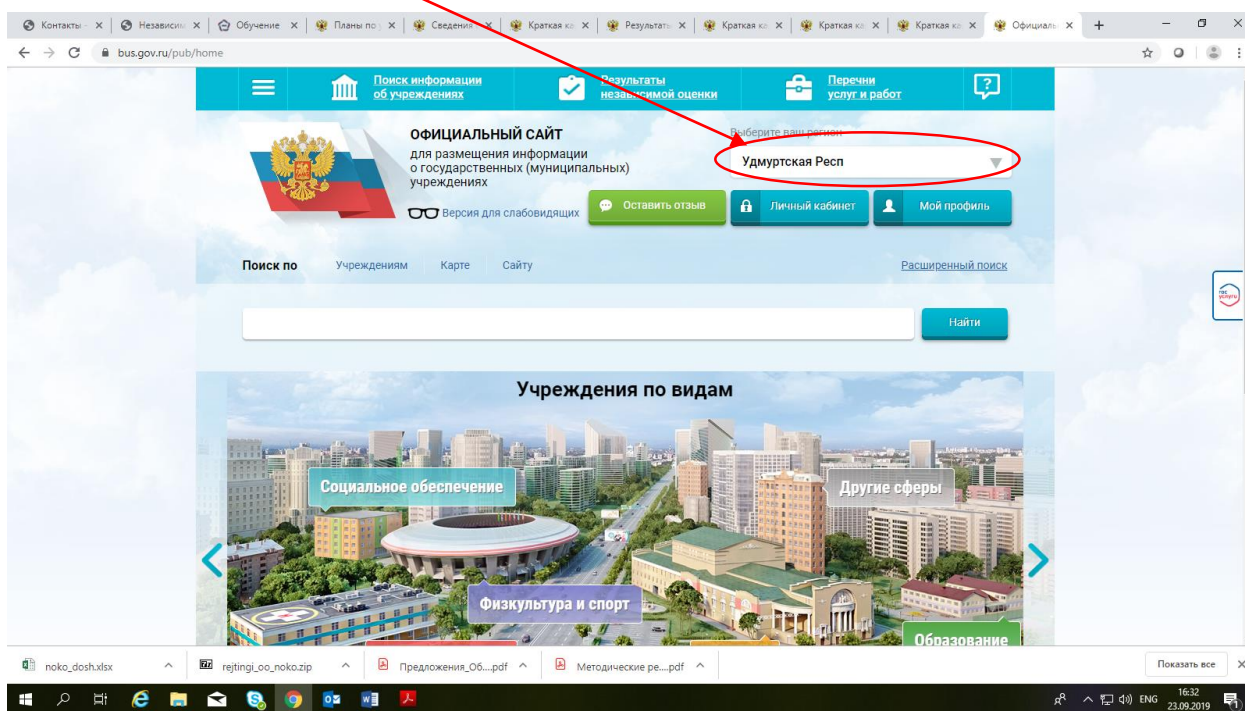 Контакты -
Независим
Обучение
Планы по
Сведения
Краткая ка
Результаты
Краткая ка
Краткая ка
Краткая ка
Официаль
bus.gov.ru/pub/home
Поиск информации
об учреждениях
Результаты
независимой оценки
Перечни
услуг и работ
ОФИЦИАЛЬНЫЙ САЙТ
для размещения информации
о государственных (муниципальных)
учреждениях
Версия для слабовидящих
Выберите ваш регион
Удмуртская Респ
Оставить отзыв
Личный кабинет
Мой профиль
Поиск по Учреждениям Карте Сайту
Расширенный поиск
Найти
гос
услуги
Учреждения по видам
Социальное обеспечение
Другие сферы
Физкультура и спорт
Образование
noko_dosh.xlsx
rejtingi_oo_noko.zip
Предложения_Об....pdf
Методические ре....pdf
Показать все
ENG
16:32
23.09.2019